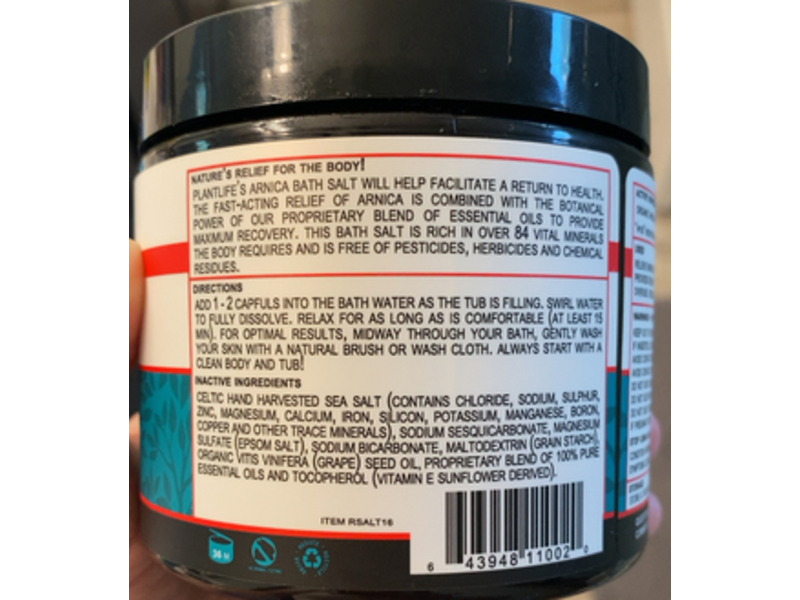 NATURE'S RELIEF FOR THE BODY!
PLANTLIFE'S ARNICA BATH SALT WILL HELP FACILITATE A RETURN TO HEALTH.
THE FAST-ACTING RELIEF OF ARNICA IS COMBINED WITH THE BOTANICAL
POWER OF OUR PROPRIETARY BLEND OF ESSENTIAL OILS TO PROVIDE
MAXIMUM RECOVERY. THIS BATH SALT IS RICH IN OVER 84 VITAL MINERALS
THE BODY REQUIRES AND IS FREE OF PESTICIDES, HERBICIDES AND CHEMICAL
RESIDUES.
DIRECTIONS
ADD 1 - 2 CAPFULS INTO THE BATH WATER AS THE TUB IS FILLING. SWIRL WATER
TO FULLY DISSOLVE. RELAX FOR AS LONG AS IS COMFORTABLE (AT LEAST 15
MIN). FOR OPTIMAL RESULTS, MIDWAY THROUGH YOUR BATH, GENTLY WASH
YOUR SKIN WITH A NATURAL BRUSH OR WASH CLOTH. ALWAYS START WITH A
CLEAN BODY AND TUB!
INACTIVE INGREDIENTS
CELTIC HAND HARVESTED SEA SALT (CONTAINS CHLORIDE, SODIUM, SULPHUR,
ZINC, MAGNESIUM, CALCIUM, IRON, SILICON, POTASSIUM, MANGANESE, BORON,
COPPER AND OTHER TRACE MINERALS), SODIUM SESQUICARBONATE, MAGNESIUM
SULFATE (EPSOM SALT), SODIUM BICARBONATE, MALTODEXTRIN (GRAIN STARCH),
ORGANIC VITIS VINIFERA (GRAPE) SEED OIL, PROPRIETARY BLEND OF 100% PURE
ESSENTIAL OILS AND TOCOPHEROL (VITAMIN E SUNFLOWER DERIVED).
ITEM RSALT16
36 M
6 43948 11002 0